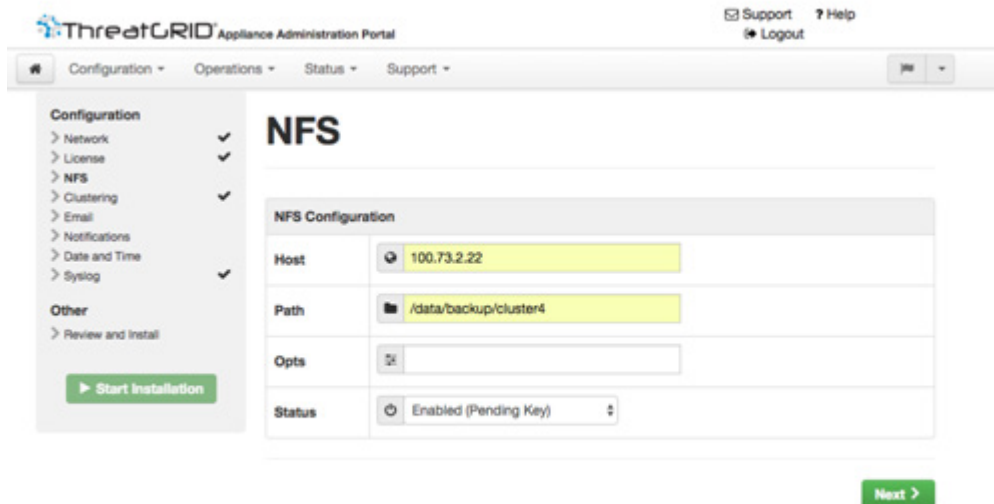 ThreatGRID Appliance Administration Portal
Support ? Help
Logout
Configuration Operations Status Support
Configuration
Network
License
NFS
Clustering
Email
Notifications
Date and Time
Syslog
Other
Review and Install
Start Installation
NFS
NFS Configuration
Host 100.73.2.22
Path /data/backup/cluster4
Opts
Status Enabled (Pending Key)
Next